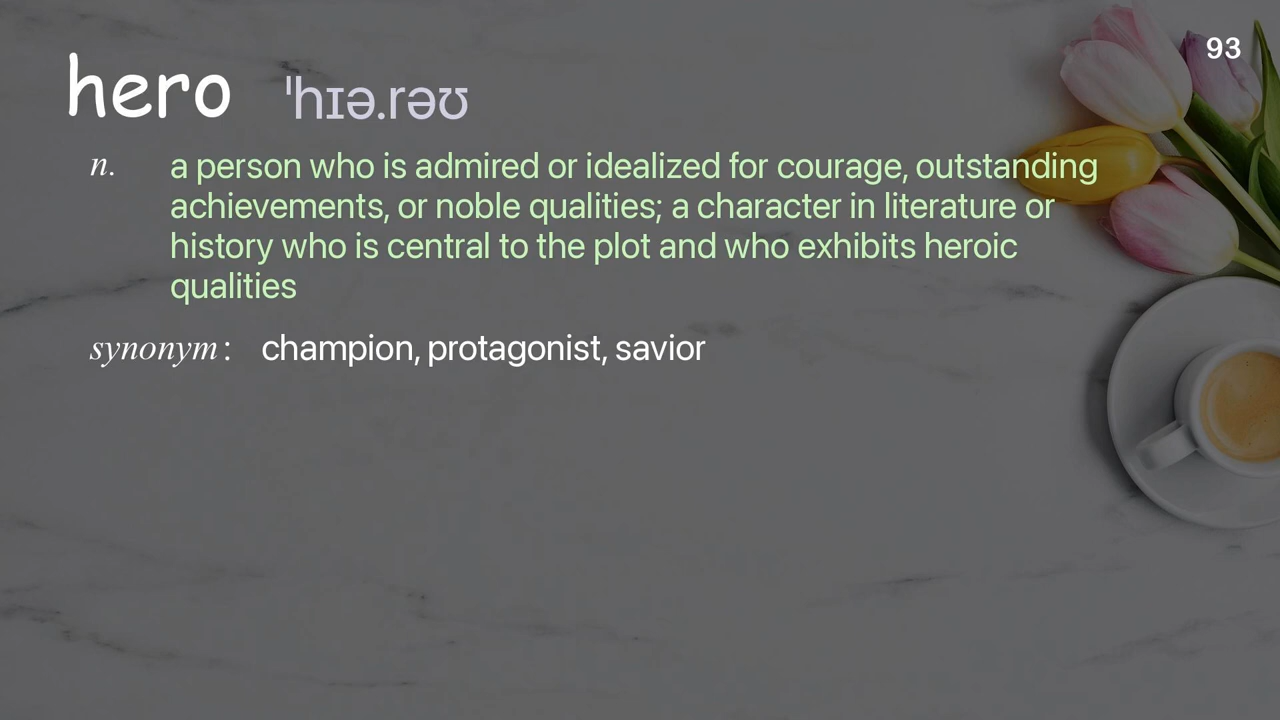 93
hero ˈhɪə.rəʊ
n. a person who is admired or idealized for courage, outstanding
achievements, or noble qualities; a character in literature or
history who is central to the plot and who exhibits heroic
qualities
synonym : champion, protagonist, savior